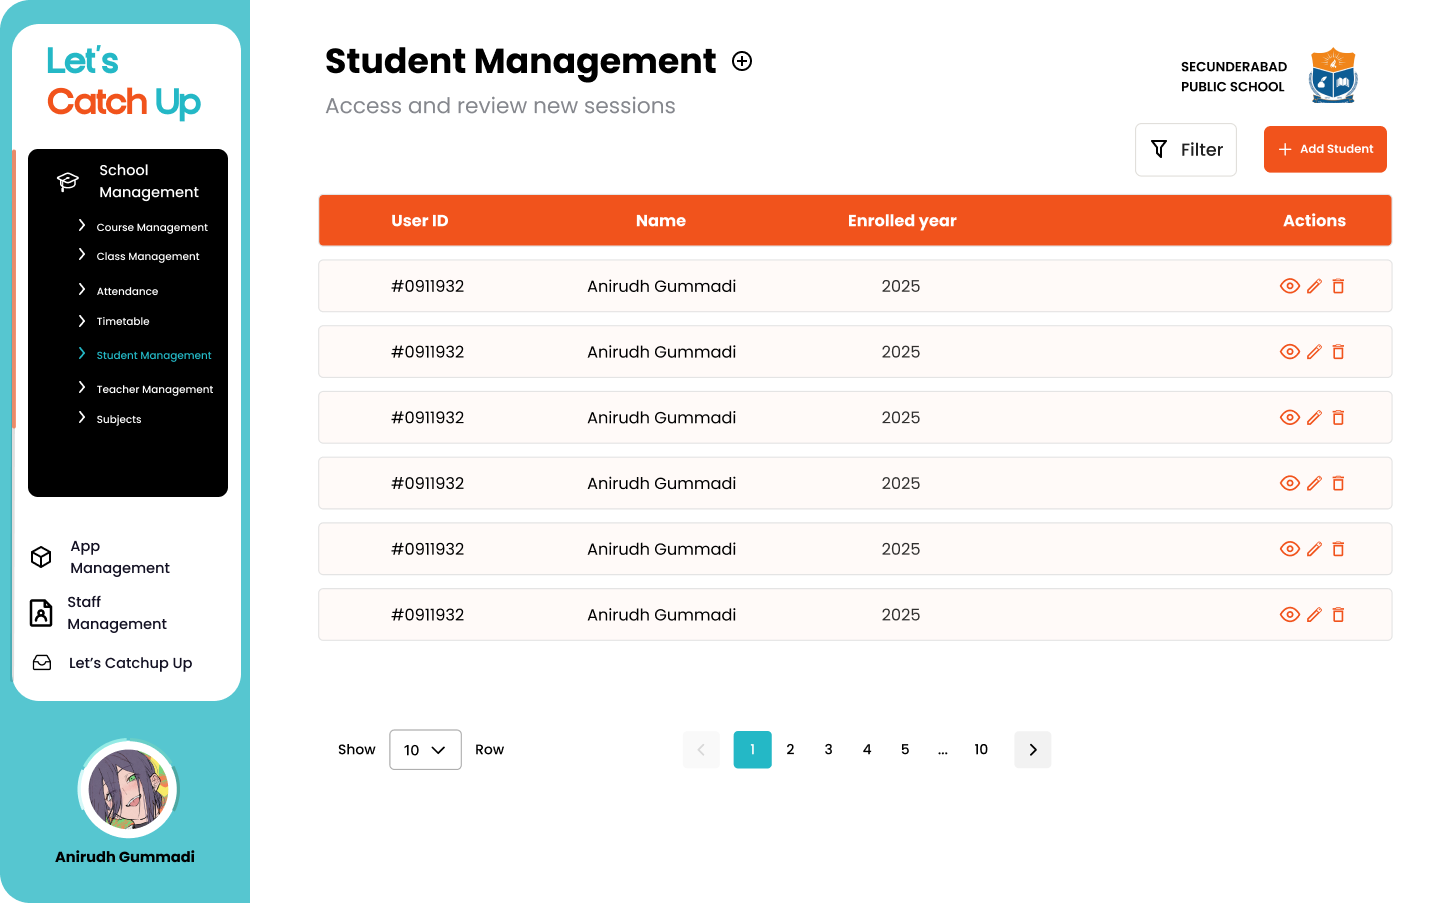 Let's
Catch Up
School
Management
Course Management
Class Management
Attendance
Timetable
Student Management
Teacher Management
Subjects
App
Management
Staff
Management
Let’s Catchup Up
Anirudh Gummadi
Student Management
Access and review new sessions
SECUNDERABAD
PUBLIC SCHOOL
Filter
Add Student
User ID Name Enrolled year Actions
#0911932 Anirudh Gummadi 2025
#0911932 Anirudh Gummadi 2025
#0911932 Anirudh Gummadi 2025
#0911932 Anirudh Gummadi 2025
#0911932 Anirudh Gummadi 2025
#0911932 Anirudh Gummadi 2025
Show 10 Row
1 2 3 4 5 ... 10